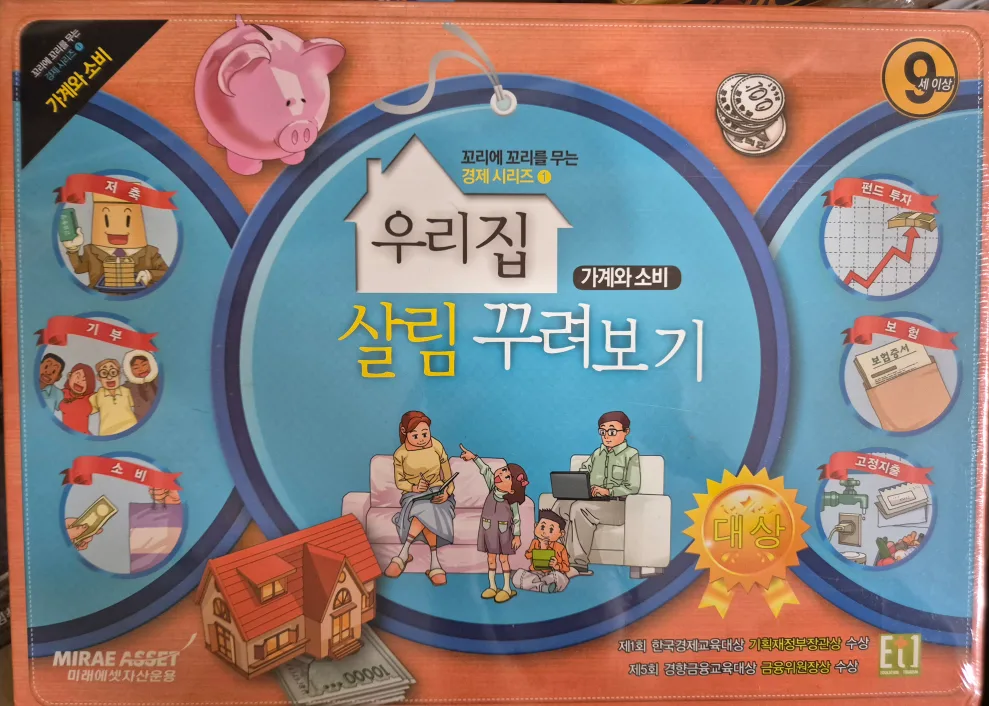 꼬리에 꼬리를 무는
경제 시리즈 1
가계와 소비
9
세 이상
100
꼬리에 꼬리를 무는
경제 시리즈 1
우리집
가계와 소비
살림 꾸려보기
저축
기부
소비
펀드 투자
보험
보험증서
고정지출
대상
10000
MIRAE ASSET
미래에셋자산운용
제1회 한국경제교육대상 기획재정부장관상 수상
제5회 경향금융교육대상 금융위원장상 수상